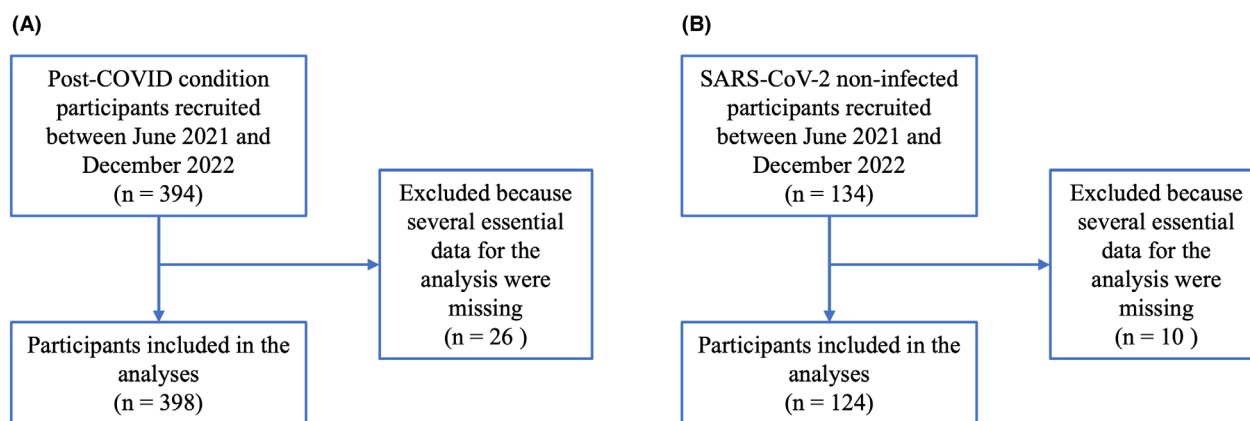 (A)
Post-COVID condition
participants recruited
between June 2021 and
December 2022
(n = 394)
Excluded because
several essential
data for the
analysis were
missing
(n = 26 )
Participants included in the
analyses
(n = 398)
(B)
SARS-CoV-2 non-infected
participants recruited
between June 2021 and
December 2022
(n = 134)
Excluded because
several essential
data for the
analysis were
missing
(n = 10 )
Participants included in the
analyses
(n = 124)